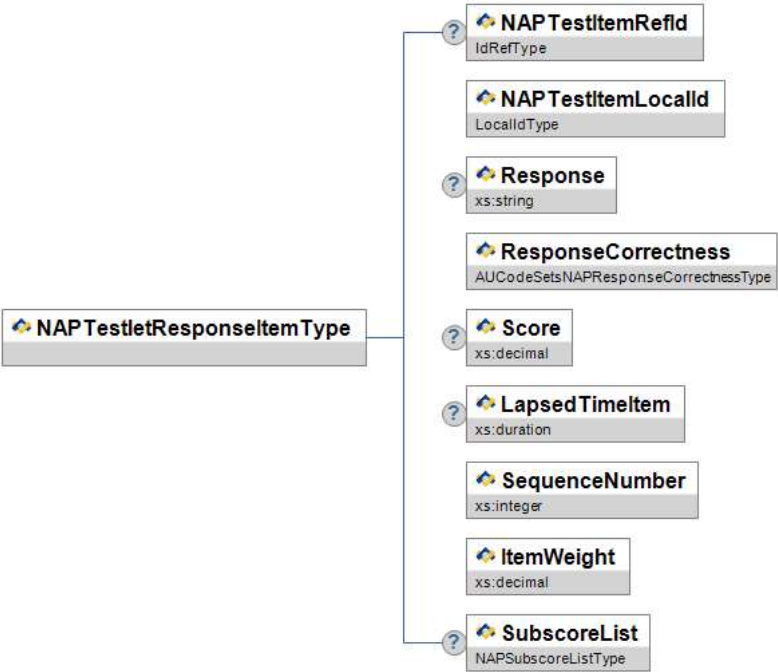 ?
NAPTestItemRefId
IdRefType
NAPTestItemLocalId
LocalIdType
?
Response
xs:string
ResponseCorrectness
AUCodeSetsNAPResponseCorrectnessType
NAPTestletResponseItemType
?
Score
xs:decimal
?
LapsedTimeItem
xs:duration
SequenceNumber
xs:integer
ItemWeight
xs:decimal
?
SubscoreList
NAPSubscoreListType